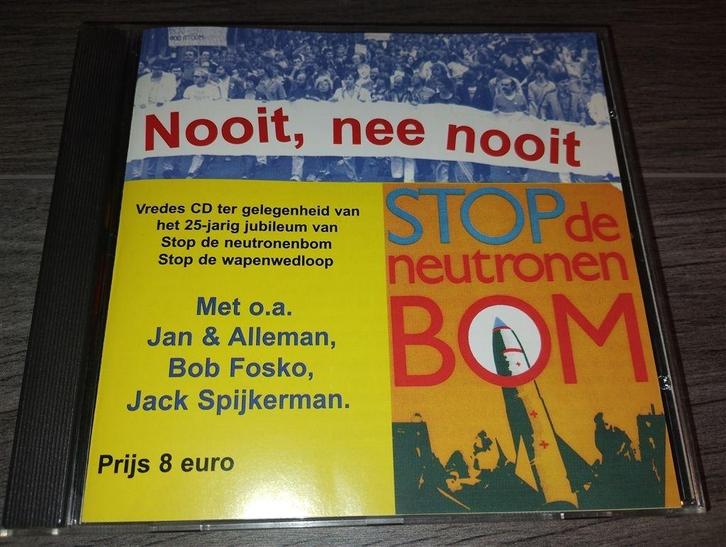 Nooit, nee nooit
Vredes CD ter gelegenheid van
het 25-jarig jubileum van
Stop de neutronenbom
Stop de wapenwedloop
Met o.a.
Jan & Alleman,
Bob Fosko,
Jack Spijkerman.
Prijs 8 euro
STOP de
neutronen
BOM